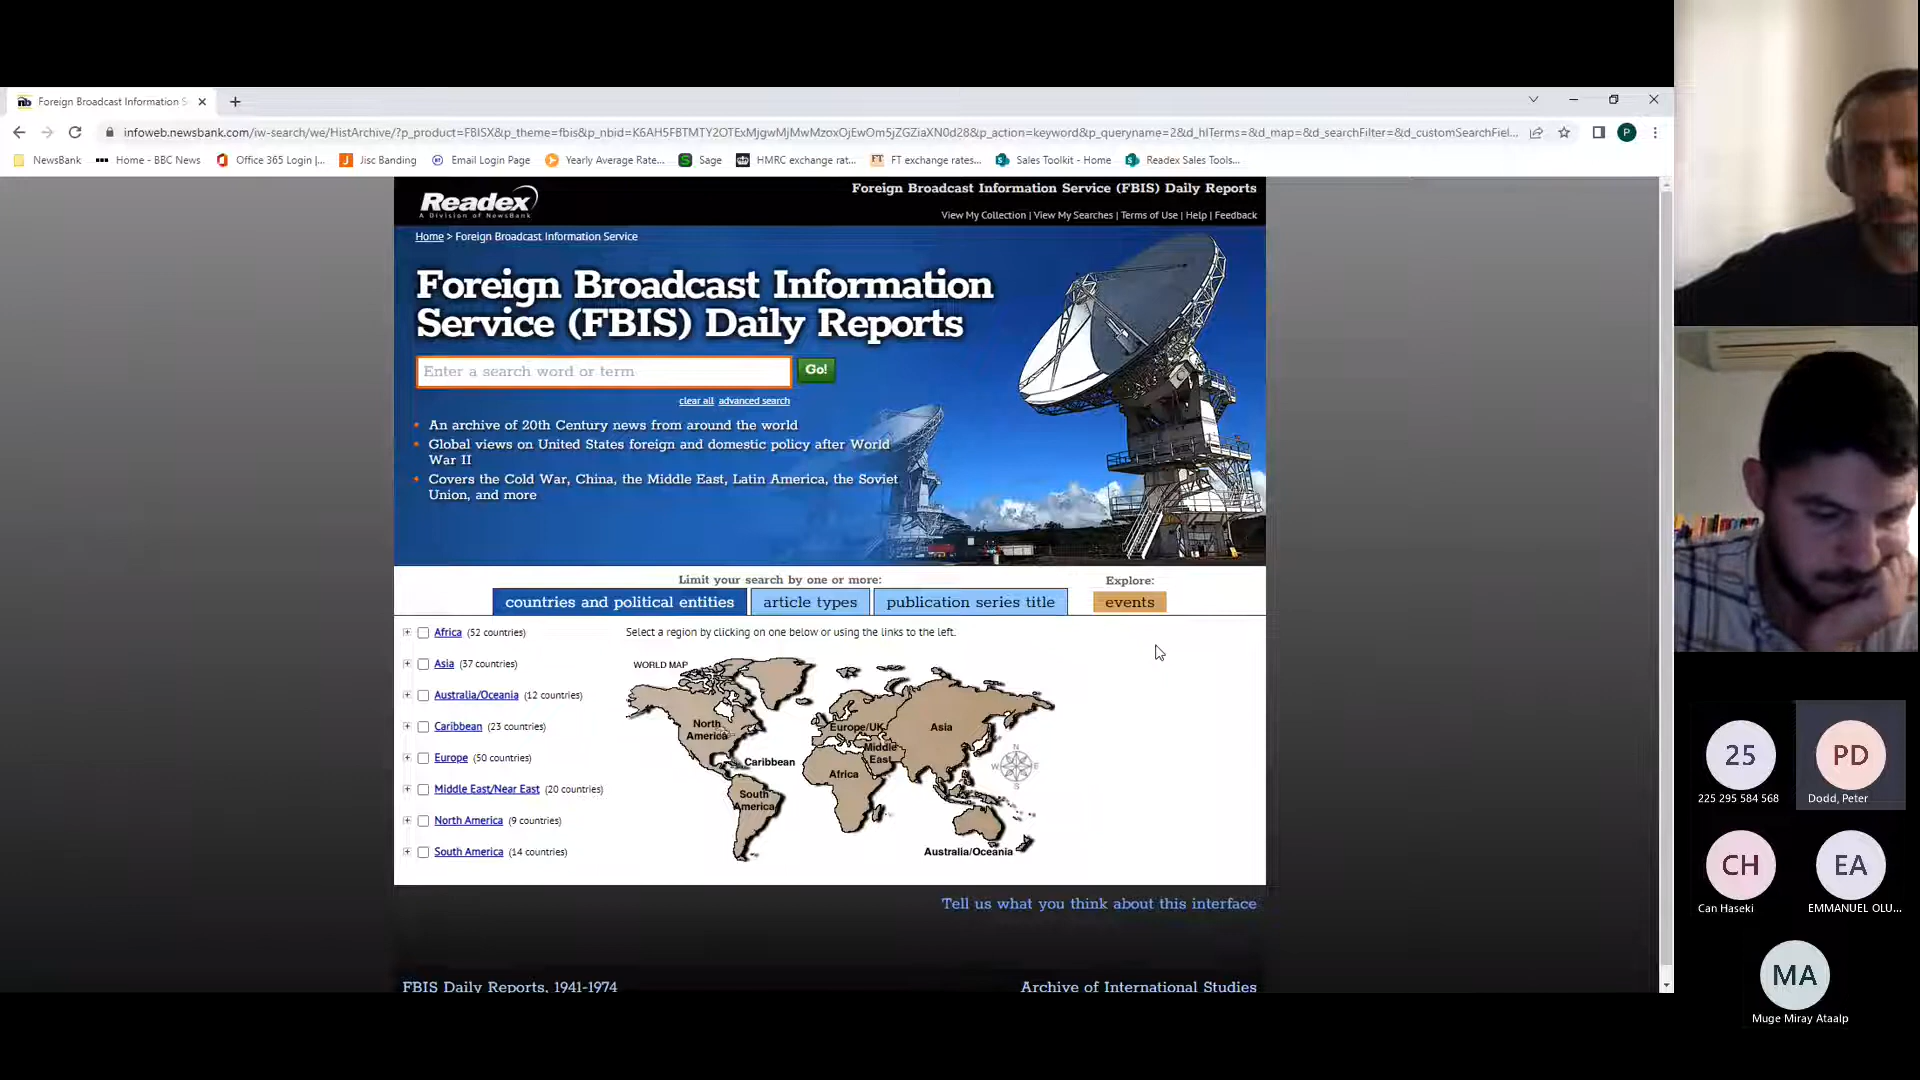 Foreign Broadcast Information S
infoweb.newsbank.com/iw-search/we/HistArchive/?p_product=FBISX&p_theme=fbis&p_nbid=K6AH5FBTMTY2OTExMjgwMjMwMzoxOjEwOm5jZGZiaXN0d28&p_action=keyword&p_queryname=2&d_hlTerms=&d_map=&d_searchFilter=&d_customSearchFiel...
P
NewsBank
Home - BBC News
Office 365 Login |...
Jisc Banking
Email Login Page
Yearly Average Rate...
Sage
HMRC exchange rat...
FT exchange rates...
Sales Toolkit - Home
Readex Sales Tools...
Readex
A Division of NewsBank
Foreign Broadcast Information Service (FBIS) Daily Reports
View My Collection | View My Searches | Terms of Use | Help | Feedback
Home > Foreign Broadcast Information Service
Foreign Broadcast Information
Service (FBIS) Daily Reports
Enter a search word or term
Go!
clear all advanced search
An archive of 20th Century news from around the world
Global views on United States foreign and domestic policy after World
War II
Covers the Cold War, China, the Middle East, Latin America, the Soviet
Union, and more
Limit your search by one or more:
Explore:
countries and political entities
article types
publication series title
events
Africa (52 countries)
Asia (37 countries)
Australia/Oceania (12 countries)
Caribbean (23 countries)
Europe (50 countries)
Middle East/Near East (20 countries)
North America (9 countries)
South America (14 countries)
Select a region by clicking on one below or using the links to the left.
WORLD MAP
North
America
Europe/UK
Asia
Middle
East
Caribbean
Africa
South
America
Australia/Oceania
N
W
E
S
Tell us what you think about this interface
FBIS Daily Reports, 1941-1974
Archive of International Studies
25
225 295 584 568
PD
Dodd, Peter
CH
Can Haseki
EA
EMMANUEL OLU...
MA
Muge Miray Ataalp